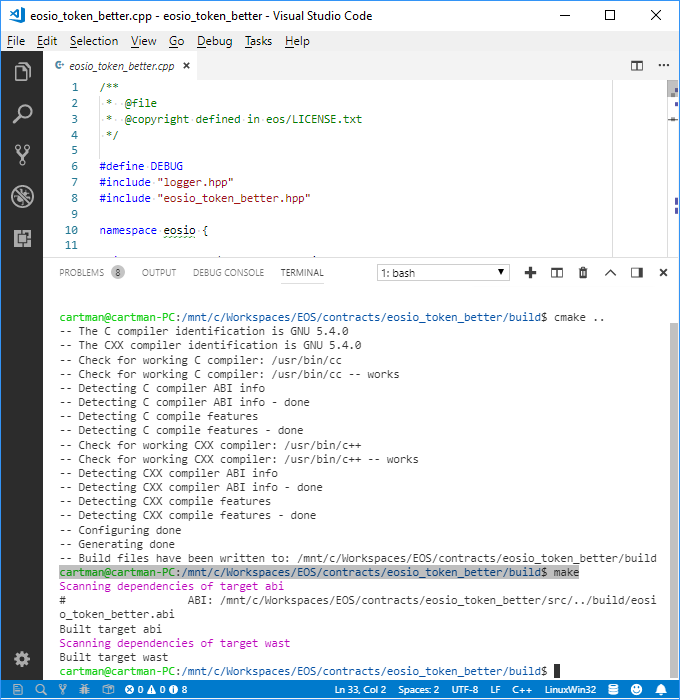 eosio_token_better.cpp - eosio_token_better - Visual Studio Code
File Edit Selection View Go Debug Tasks Help
eosio_token_better.cpp
1 /**
2  *  @file
3  *  @copyright defined in eos/LICENSE.txt
4  */
5
6 #define DEBUG
7 #include "logger.hpp"
8 #include "eosio_token_better.hpp"
9
10 namespace eosio {
11
PROBLEMS 8 OUTPUT DEBUG CONSOLE TERMINAL 1: bash
cartman@cartman-PC:/mnt/c/Workspaces/EOS/contracts/eosio_token_better/build$ cmake ..
-- The C compiler identification is GNU 5.4.0
-- The CXX compiler identification is GNU 5.4.0
-- Check for working C compiler: /usr/bin/cc
-- Check for working C compiler: /usr/bin/cc -- works
-- Detecting C compiler ABI info
-- Detecting C compiler ABI info - done
-- Detecting C compile features
-- Detecting C compile features - done
-- Check for working CXX compiler: /usr/bin/c++
-- Check for working CXX compiler: /usr/bin/c++ -- works
-- Detecting CXX compiler ABI info
-- Detecting CXX compiler ABI info - done
-- Detecting CXX compile features
-- Detecting CXX compile features - done
-- Configuring done
-- Generating done
-- Build files have been written to: /mnt/c/Workspaces/EOS/contracts/eosio_token_better/build
cartman@cartman-PC:/mnt/c/Workspaces/EOS/contracts/eosio_token_better/build$ make
Scanning dependencies of target abi
# ABI: /mnt/c/Workspaces/EOS/contracts/eosio_token_better/src/../build/eosi
o_token_better.abi
Built target abi
Scanning dependencies of target wast
Built target wast
cartman@cartman-PC:/mnt/c/Workspaces/EOS/contracts/eosio_token_better/build$
0 0 8 Ln 33, Col 2 Spaces: 2 UTF-8 LF C++ LinuxWin32